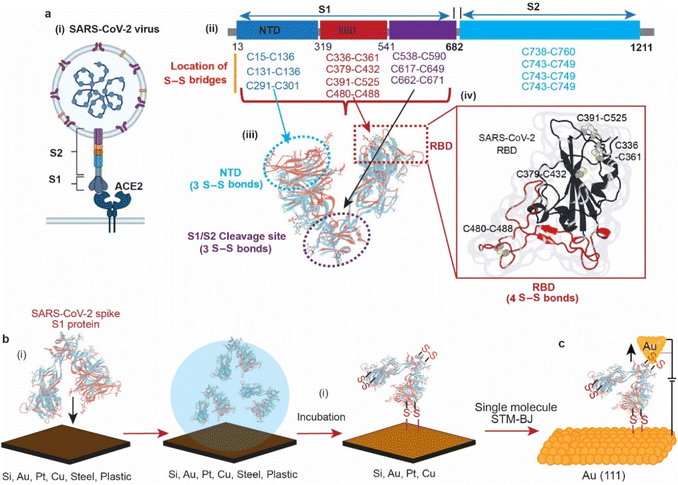 a
(i) SARS-CoV-2 virus
S2
S1
ACE2
(ii)
S1
S2
NTD
RBD
13
319
541
682
1211
Location of
S–S bridges
C15-C136
C131-C136
C291-C301
C336-C361
C379-C432
C391-C525
C480-C488
C538-C590
C617-C649
C662-C671
C738-C760
C743-C749
C743-C749
C743-C749
(iii)
NTD
(3 S–S bonds)
RBD
S1/S2 Cleavage site
(3 S–S bonds)
(iv)
SARS-CoV-2
RBD
C391-C525
C336
-C361
C379-C432
C480-C488
RBD
(4 S–S bonds)
b
SARS-CoV-2 spike
S1 protein
(i)
Si, Au, Pt, Cu, Steel, Plastic
Si, Au, Pt, Cu, Steel, Plastic
(i)
Incubation
S
S
S
S
S
S
Si, Au, Pt, Cu
Single molecule
STM-BJ
c
Au
S
S
S
S
S
S
Au (111)